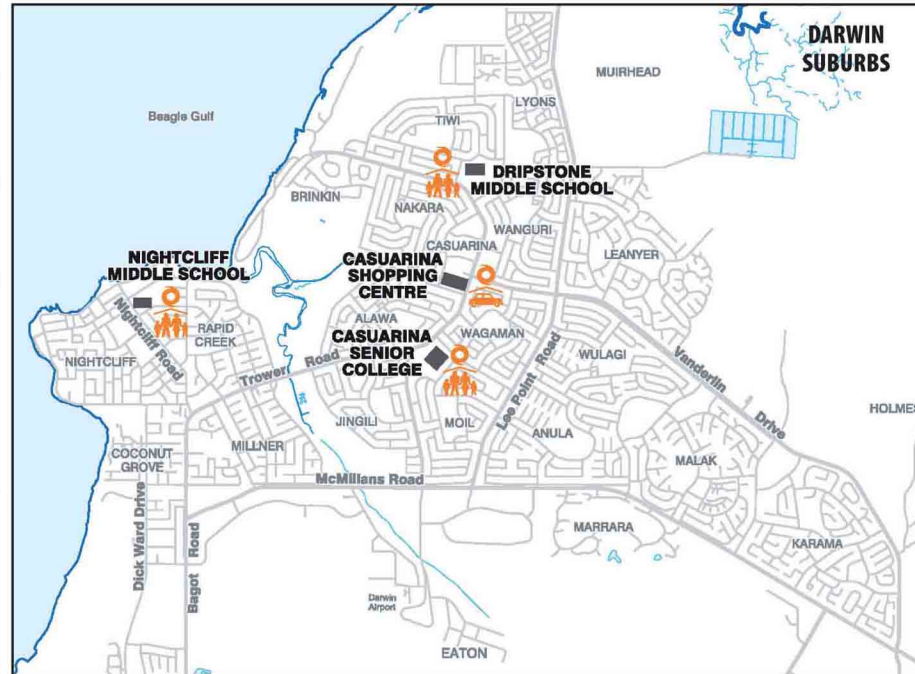 DARWIN
SUBURBS
MUIRHEAD
LYONS
Beagle Gulf
TIWI
DRIPSTONE
MIDDLE SCHOOL
BRINKIN
NAKARA
WANGURI
CASUARINA
LEANYER
NIGHTCLIFF
MIDDLE SCHOOL
CASUARINA
SHOPPING
CENTRE
Nightcliff Road
RAPID
CREEK
ALAWA
WAGAMAN
CASUARINA
SENIOR
COLLEGE
NIGHTCLIFF
Trower Road
Lee Point Road
WULAGI
Vanderlin Drive
HOLMES
JINGILI
MOIL
ANULA
MILLNER
COCONUT
GROVE
MALAK
McMillans Road
Dick Ward Drive
Bagot Road
MARRARA
KARAMA
Darwin
Airport
EATON